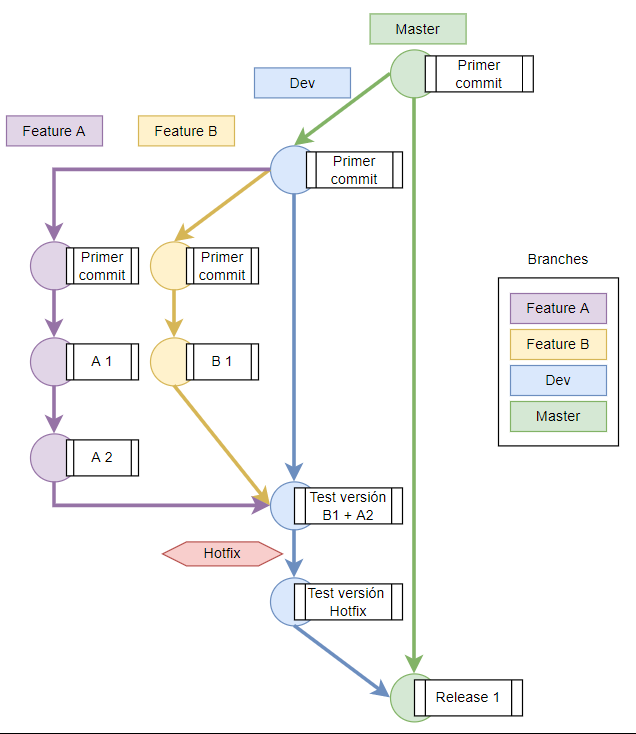 Master
Primer
commit
Dev
Feature A
Feature B
Primer
commit
Primer
commit
Primer
commit
Branches
Feature A
Feature B
Dev
Master
A 1
B 1
A 2
Test versión
B1 + A2
Hotfix
Test versión
Hotfix
Release 1